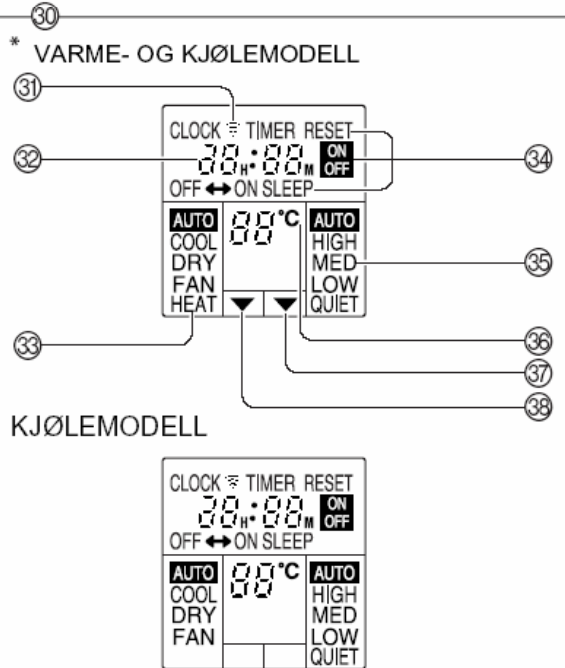 30
* VARME- OG KJØLEMODELL
31
CLOCK TIMER RESET
32
88H:88M ON
34
OFF
OFF ↔ ON SLEEP
AUTO 88°C AUTO
COOL HIGH
DRY MED
35
FAN LOW
HEAT QUIET
33
36
37
38
KJØLEMODELL
CLOCK TIMER RESET
88H:88M ON
OFF
OFF ↔ ON SLEEP
AUTO 88°C AUTO
COOL HIGH
DRY MED
FAN LOW
QUIET